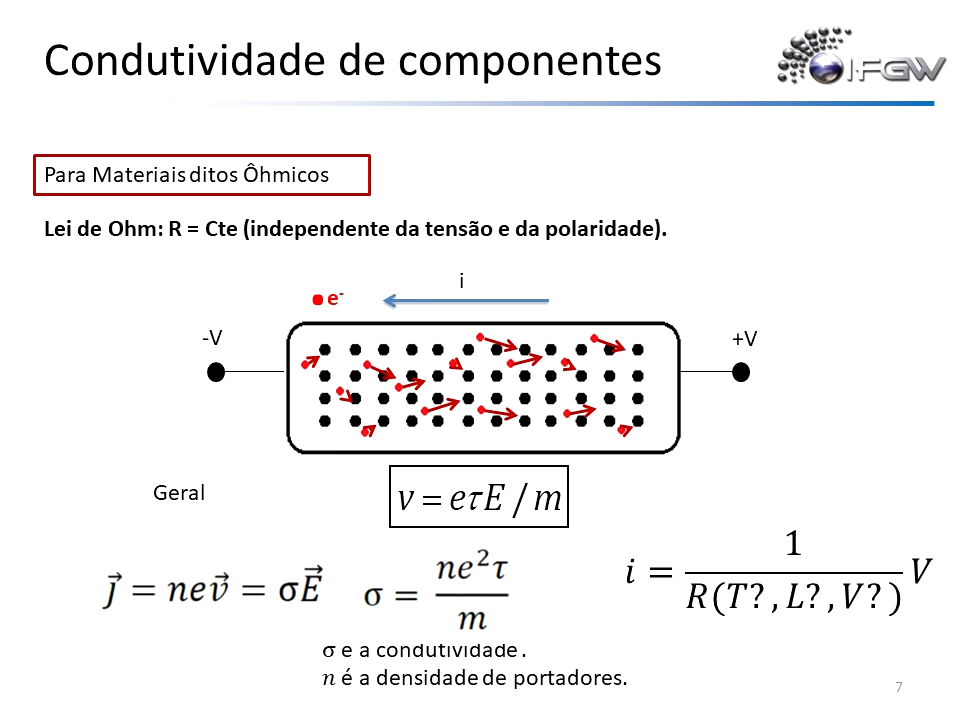 Condutividade de componentes
IFGW
Para Materiais ditos Ôhmicos
Lei de Ohm: R = Cte (independente da tensão e da polaridade).
i
e⁻
-V
+V
Geral
v = eτE / m
j⃗ = nev⃗ = σE⃗
σ = ne²τ / m
i = 1 / R(T?, L?, V?) V
σ e a condutividade.
n é a densidade de portadores.
7